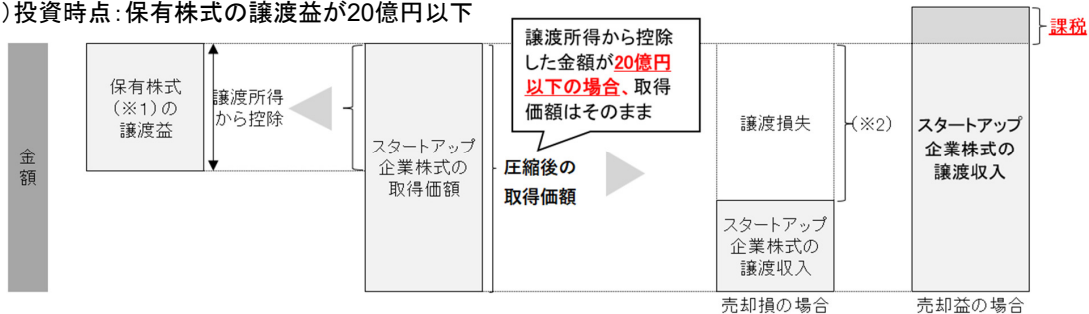 ）投資時点：保有株式の譲渡益が20億円以下
課税
譲渡所得から控除
した金額が20億円
以下の場合、取得
価額はそのまま
保有株式
（※1）の
譲渡益
譲渡所得
から控除
金
額
スタートアップ
企業株式の
取得価額
圧縮後の
取得価額
譲渡損失
（※2）
スタートアップ
企業株式の
譲渡収入
スタートアップ
企業株式の
譲渡収入
売却損の場合
売却益の場合